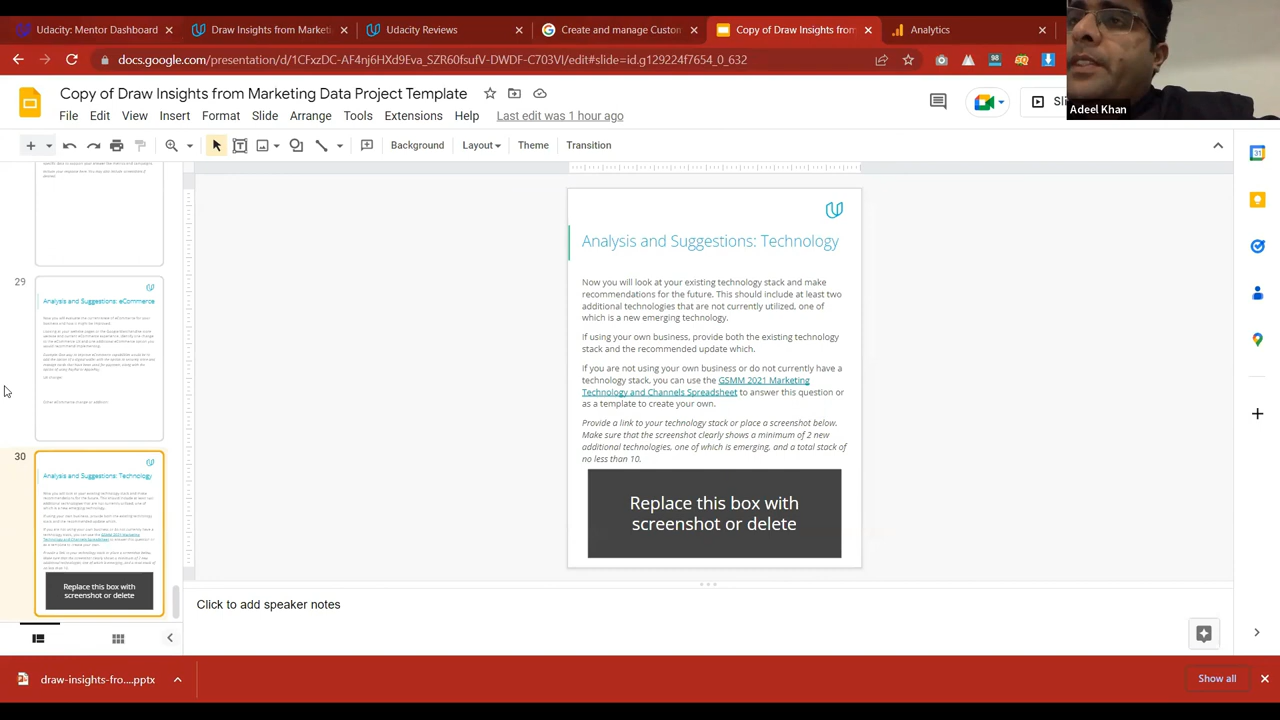 Udacity: Mentor Dashboard
Draw Insights from Marketi
Udacity Reviews
Create and manage Custon
Copy of Draw Insights from
Analytics
docs.google.com/presentation/d/1CFxzDC-AF4nj6HXd9Eva_SZR60fsufV-DWDF-C703VI/edit#slide=id.g129224f7654_0_632
98
Copy of Draw Insights from Marketing Data Project Template
File Edit View Insert Format Slide Arrange Tools Extensions Help Last edit was 1 hour ago
Adeel Khan
Background Layout Theme Transition
29
Analysis and Suggestions: eCommerce
30
Analysis and Suggestions: Technology
Replace this box with
screenshot or delete
Analysis and Suggestions: Technology
Now you will look at your existing technology stack and make
recommendations for the future. This should include at least two
additional technologies that are not currently utilized, one of
which is a new emerging technology.
If using your own business, provide both the existing technology
stack and the recommended update which.
If you are not using your own business or do not currently have a
technology stack, you can use the GSMM 2021 Marketing
Technology and Channels Spreadsheet to answer this question or
as a template to create your own.
Provide a link to your technology stack or place a screenshot below.
Make sure that the screenshot clearly shows a minimum of 2 new
additional technologies, one of which is emerging, and a total stack of
no less than 10.
Replace this box with
screenshot or delete
Click to add speaker notes
31
draw-insights-fro....pptx
Show all